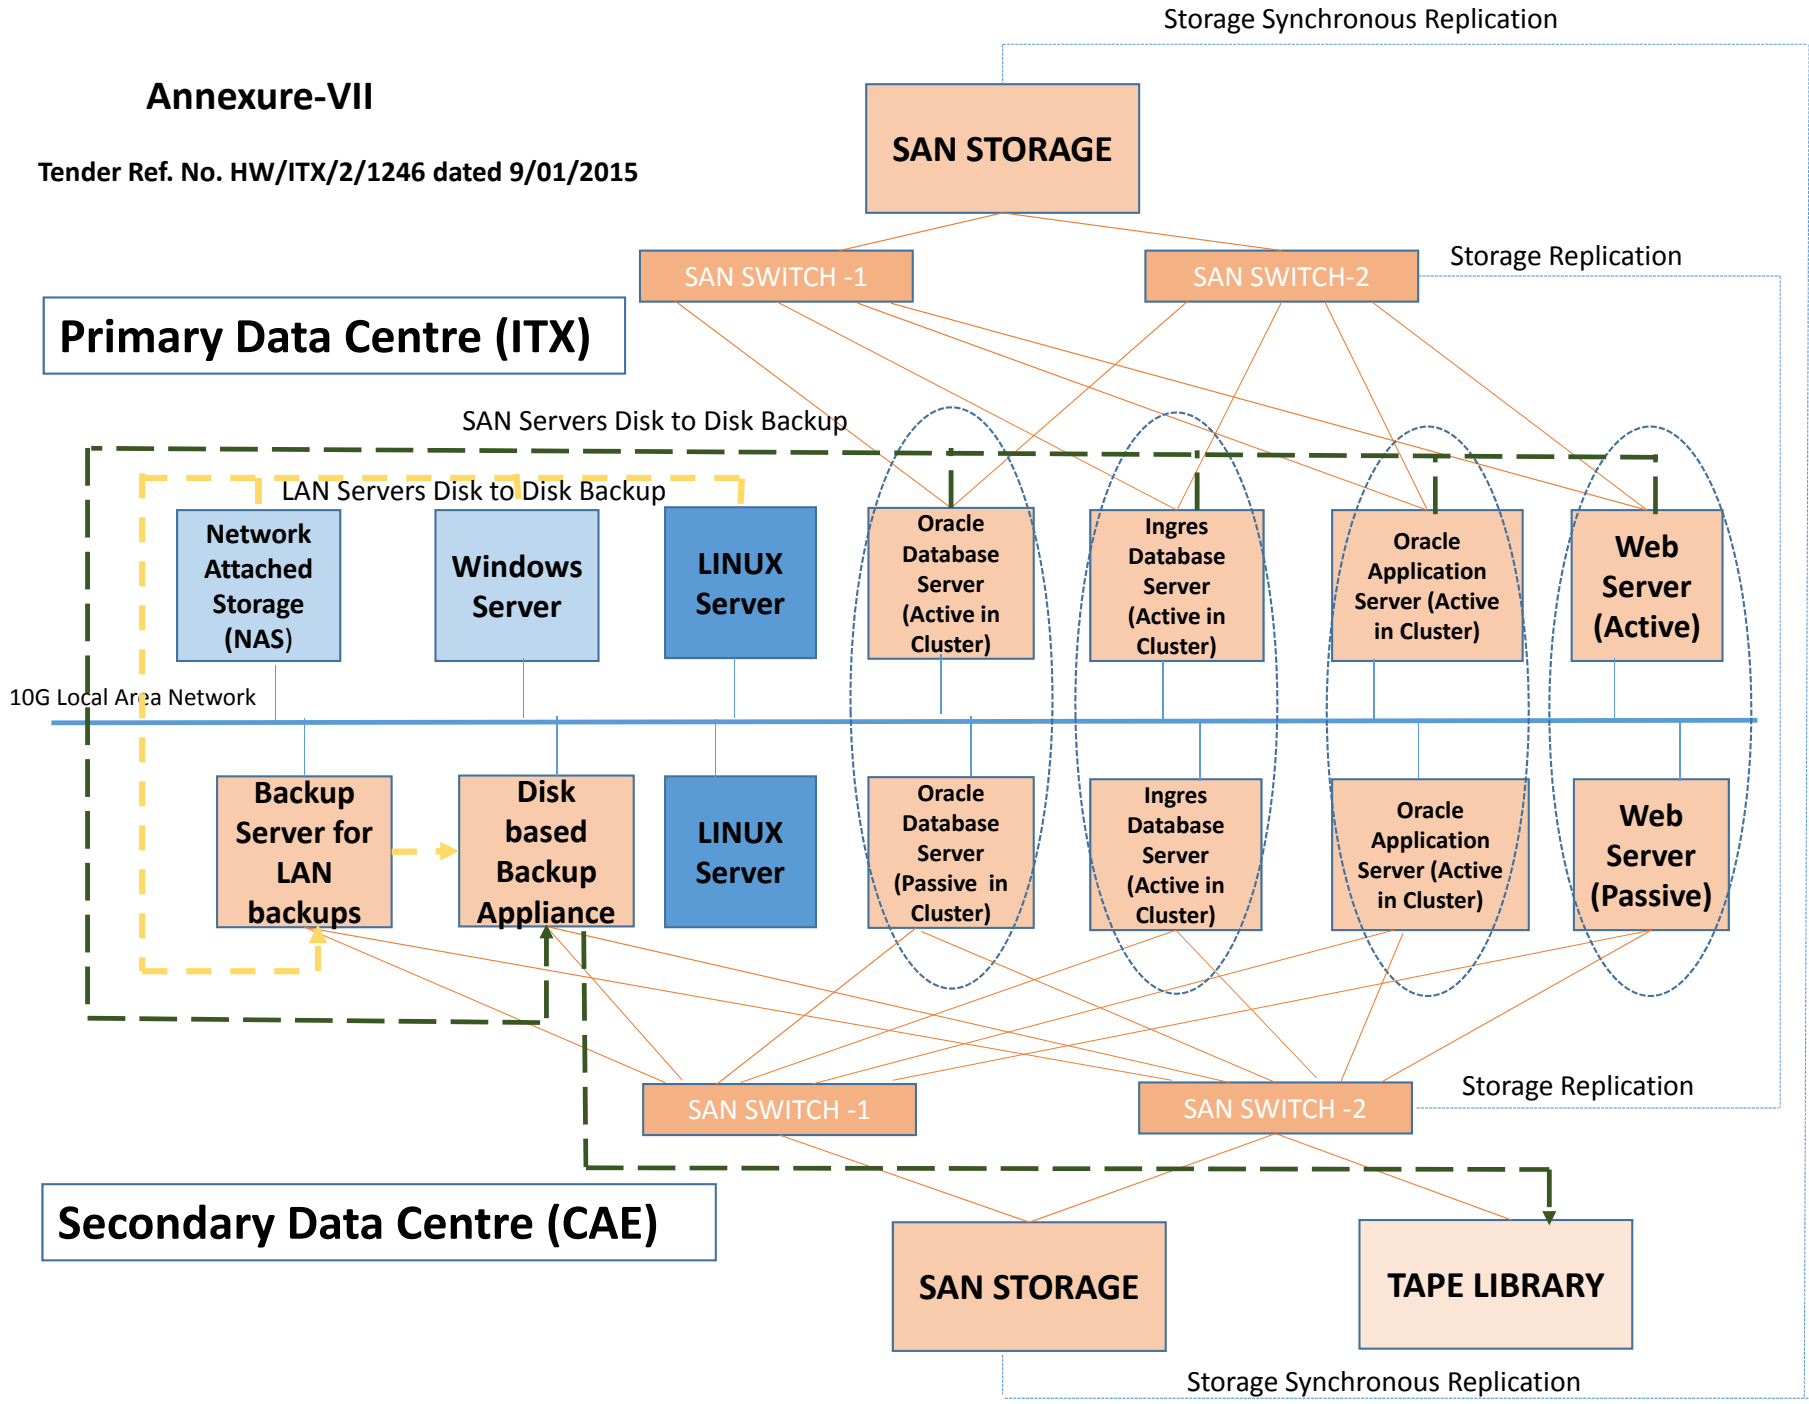 Storage Synchronous Replication
Annexure-VII
SAN STORAGE
Tender Ref. No. HW/ITX/2/1246 dated 9/01/2015
Storage Replication
SAN SWITCH -1
SAN SWITCH-2
Primary Data Centre (ITX)
SAN Servers Disk to Disk Backup
LAN Servers Disk to Disk Backup
Network
Attached
Storage
(NAS)
Windows
Server
LINUX
Server
Oracle
Database
Server
(Active in
Cluster)
Ingres
Database
Server
(Active in
Cluster)
Oracle
Application
Server (Active
in Cluster)
Web
Server
(Active)
10G Local Area Network
Backup
Server for
LAN
backups
Disk
based
Backup
Appliance
LINUX
Server
Oracle
Database
Server
(Passive in
Cluster)
Ingres
Database
Server
(Active in
Cluster)
Oracle
Application
Server (Active
in Cluster)
Web
Server
(Passive)
Storage Replication
SAN SWITCH -1
SAN SWITCH -2
Secondary Data Centre (CAE)
SAN STORAGE
TAPE LIBRARY
Storage Synchronous Replication